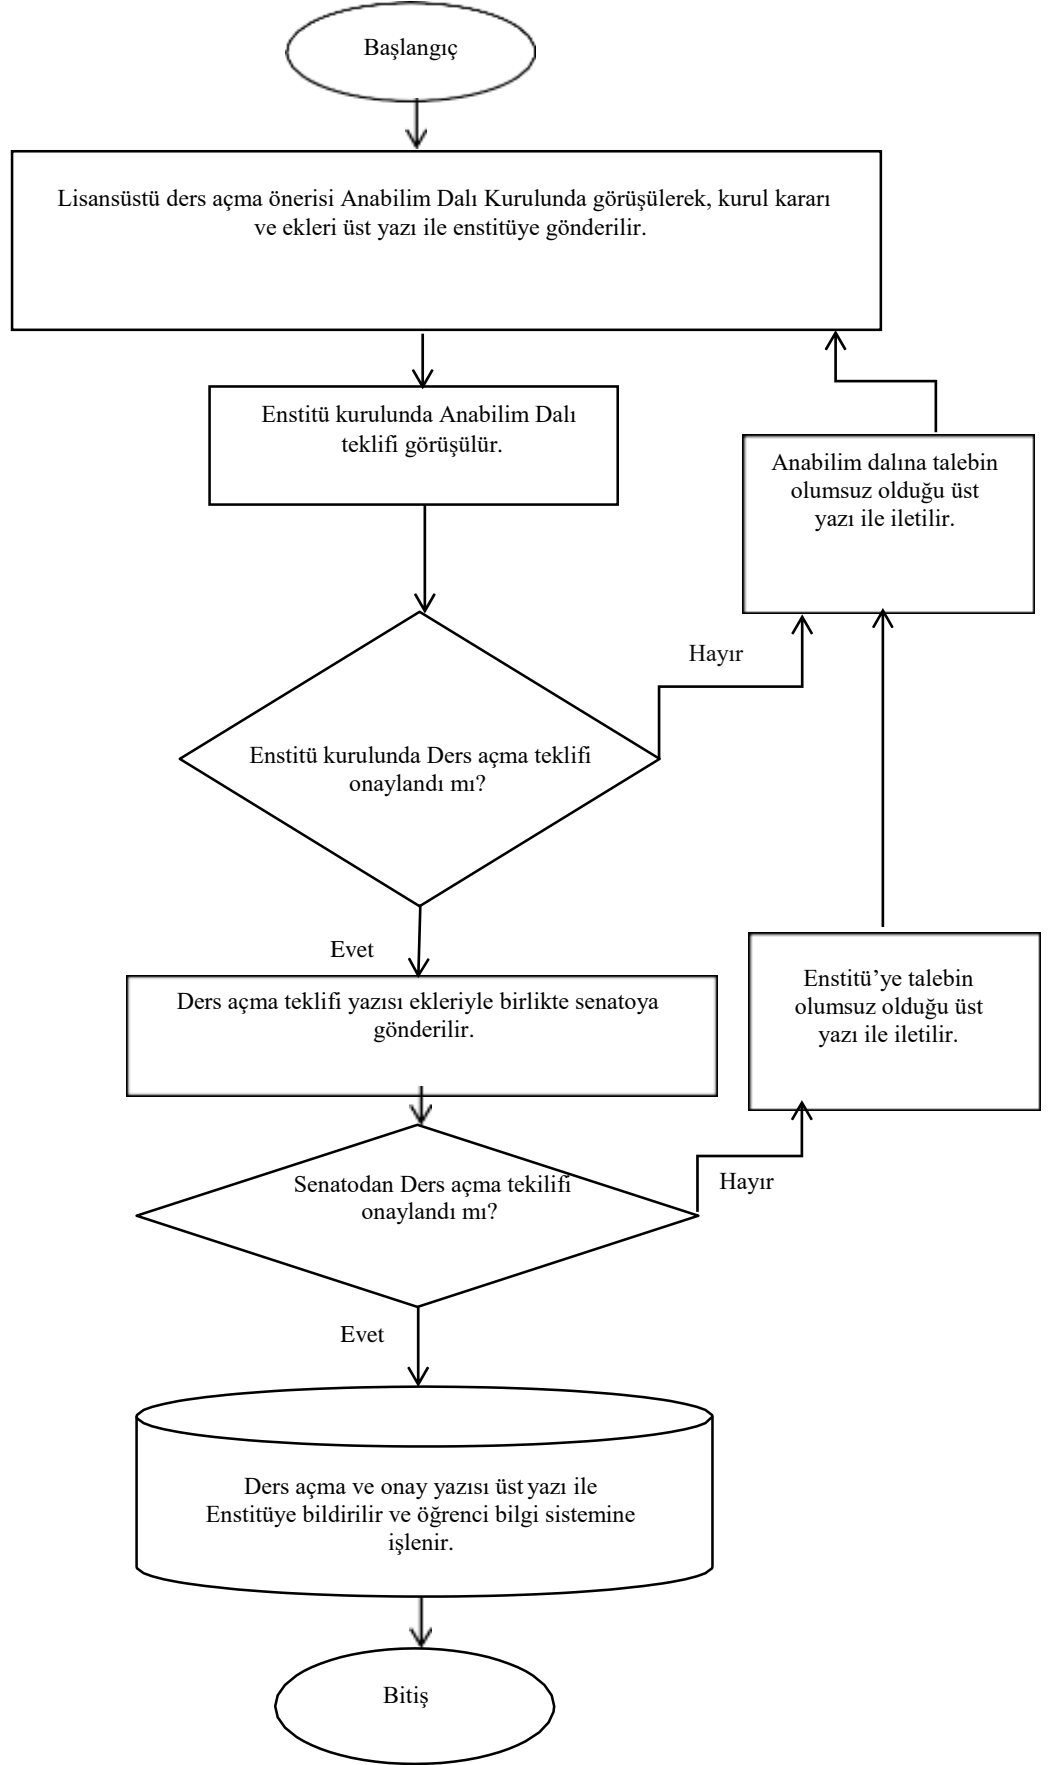 Başlangıç
Lisansüstü ders açma önerisi Anabilim Dalı Kurulunda görüşülerek, kurul kararı
ve ekleri üst yazı ile enstitüye gönderilir.
Enstitü kurulunda Anabilim Dalı
teklifi görüşülür.
Anabilim dalına talebin
olumsuz olduğu üst
yazı ile iletilir.
Hayır
Enstitü kurulunda Ders açma teklifi
onaylandı mı?
Evet
Ders açma teklifi yazısı ekleriyle birlikte senatoya
gönderilir.
Enstitü’ye talebin
olumsuz olduğu üst
yazı ile iletilir.
Senatodan Ders açma tekilifi
onaylandı mı?
Hayır
Evet
Ders açma ve onay yazısı üst yazı ile
Enstitüye bildirilir ve öğrenci bilgi sistemine
işlenir.
Bitiş